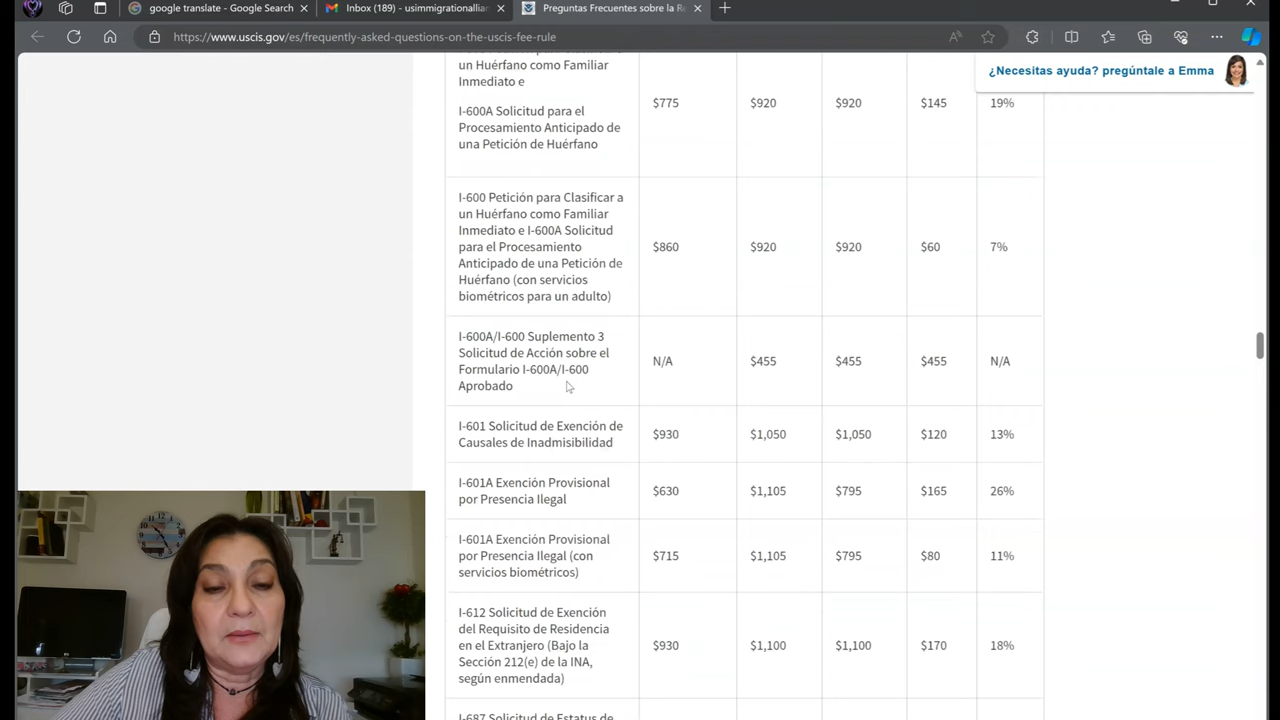 google translate - Google Search
Inbox (189) - usimmigrationallian
Preguntas Frecuentes sobre la Re
https://www.uscis.gov/es/frequently-asked-questions-on-the-uscis-fee-rule
¿Necesitas ayuda? pregúntale a Emma
un Huérfano como Familiar
Inmediato e
I-600A Solicitud para el
Procesamiento Anticipado de
una Petición de Huérfano
$775
$920
$920
$145
19%
I-600 Petición para Clasificar a
un Huérfano como Familiar
Inmediato e I-600A Solicitud
para el Procesamiento
Anticipado de una Petición de
Huérfano (con servicios
biométricos para un adulto)
$860
$920
$920
$60
7%
I-600A/I-600 Suplemento 3
Solicitud de Acción sobre el
Formulario I-600A/I-600
Aprobado
N/A
$455
$455
$455
N/A
I-601 Solicitud de Exención de
Causales de Inadmisibilidad
$930
$1,050
$1,050
$120
13%
I-601A Exención Provisional
por Presencia Ilegal
$630
$1,105
$795
$165
26%
I-601A Exención Provisional
por Presencia Ilegal (con
servicios biométricos)
$715
$1,105
$795
$80
11%
I-612 Solicitud de Exención
del Requisito de Residencia
en el Extranjero (Bajo la
Sección 212(e) de la INA,
según enmendada)
$930
$1,100
$1,100
$170
18%
I-687 Solicitud de Estatus de